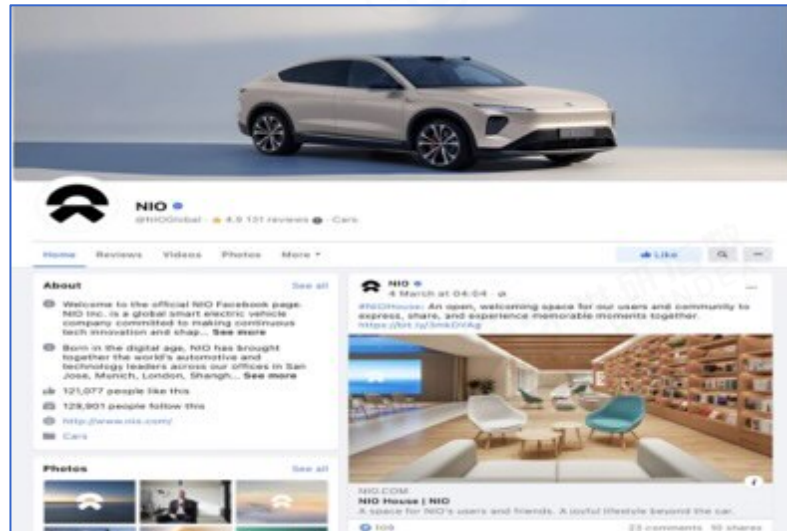 NIO
@NIOGlobal · 4.9 131 reviews · Cars
Home Reviews Videos Photos More
Like
About See all
Welcome to the official NIO Facebook page.
NIO Inc. is a global smart electric vehicle
company committed to making continuous
tech innovation and shap... See more
Born in the digital age, NIO has brought
together the world's automotive and
technology leaders across our offices in San
Jose, Munich, London, Shangh... See more
121,077 people like this
129,901 people follow this
http://www.nio.com/
Cars
Photos See all
NIO
4 March at 04:04
#NIOHouse: An open, welcoming space for our users and community to
express, share, and experience memorable moments together.
NIO.COM
NIO House | NIO
A space for NIO's users and friends. A joyful lifestyle beyond the car.
509 23 comments 10 shares